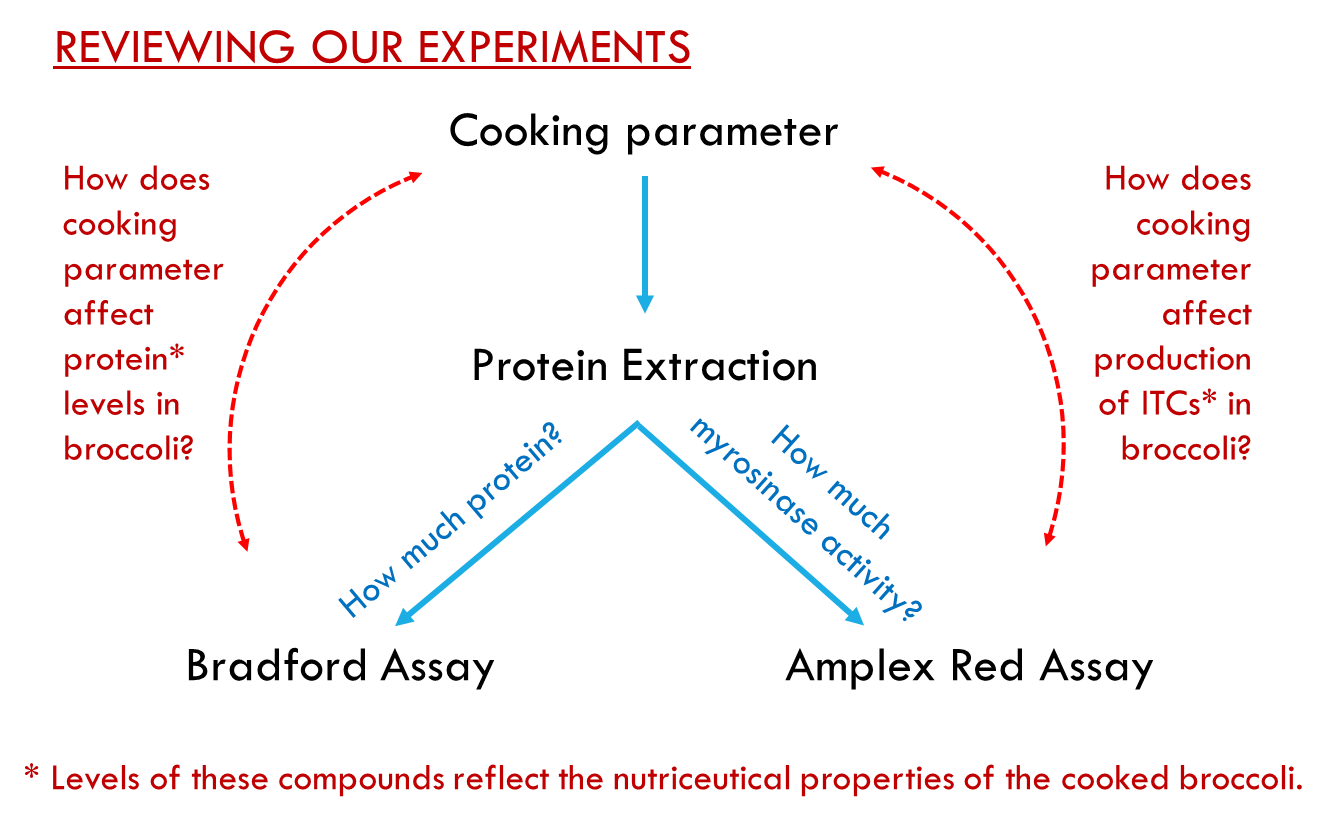 REVIEWING OUR EXPERIMENTS
Cooking parameter
How does
cooking
parameter
affect
protein*
levels in
broccoli?
How does
cooking
parameter
affect
production
of ITCs* in
broccoli?
Protein Extraction
How much protein?
How much
myrosinase activity?
Bradford Assay
Amplex Red Assay
* Levels of these compounds reflect the nutriceutical properties of the cooked broccoli.